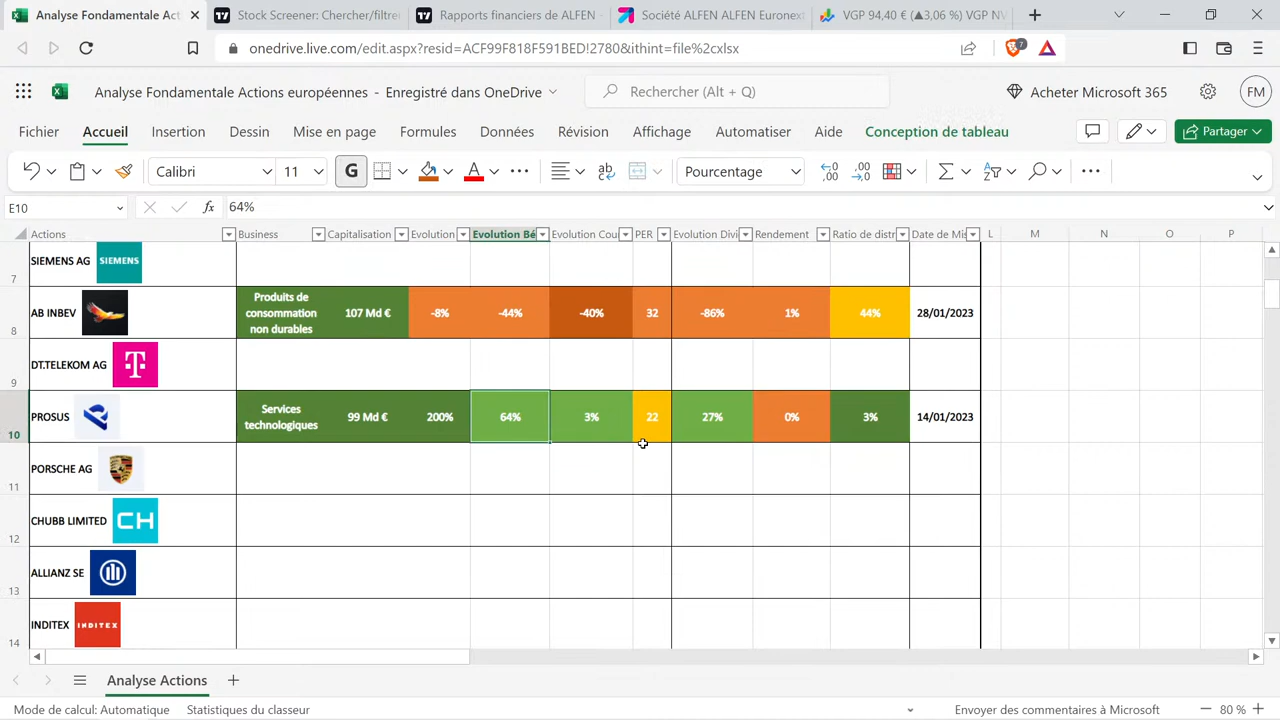 Analyse Fondamentale Acti
Stock Screener: Chercher/filtre
Rapports financiers de ALFEN
Société ALFEN ALFEN Euronex
VGP 94,40 € (▲3,06 %) VGP NV
onedrive.live.com/edit.aspx?resid=ACF99F818F591BED!2780&ithint=file%2cxlsx
7
Analyse Fondamentale Actions européennes - Enregistré dans OneDrive
Rechercher (Alt + Q)
Acheter Microsoft 365
FM
Fichier Accueil Insertion Dessin Mise en page Formules Données Révision Affichage Automatiser Aide Conception de tableau
Partager
Calibri 11 G A ab Pourcentage
E10 fx 64%
Actions Business Capitalisation Evolution Evolution Bé Evolution Cou PER Evolution Divi Rendement Ratio de distr Date de Mis L M N O P
7 SIEMENS AG SIEMENS
8 AB INBEV Produits de consommation non durables 107 Md € -8% -44% -40% 32 -86% 1% 44% 28/01/2023
9 DT.TELEKOM AG T
10 PROSUS Services technologiques 99 Md € 200% 64% 3% 22 27% 0% 3% 14/01/2023
11 PORSCHE AG
12 CHUBB LIMITED CH
13 ALLIANZ SE
14 INDITEX INDITEX
Analyse Actions
Mode de calcul: Automatique Statistiques du classeur Envoyer des commentaires à Microsoft 80 %